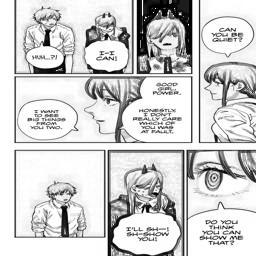 CAN
YOU BE
QUIET?
I-I
CAN!
HUH...?!
GOOD
GIRL,
POWER.
HONESTLY,
I DON'T
REALLY CARE
WHICH OF
YOU WAS
AT FAULT.
I WANT
TO SEE
BIG THINGS
FROM
YOU TWO.
DO YOU
THINK
YOU CAN
SHOW ME
THAT?
I'LL SH—!
SH-SHOW
YOU!